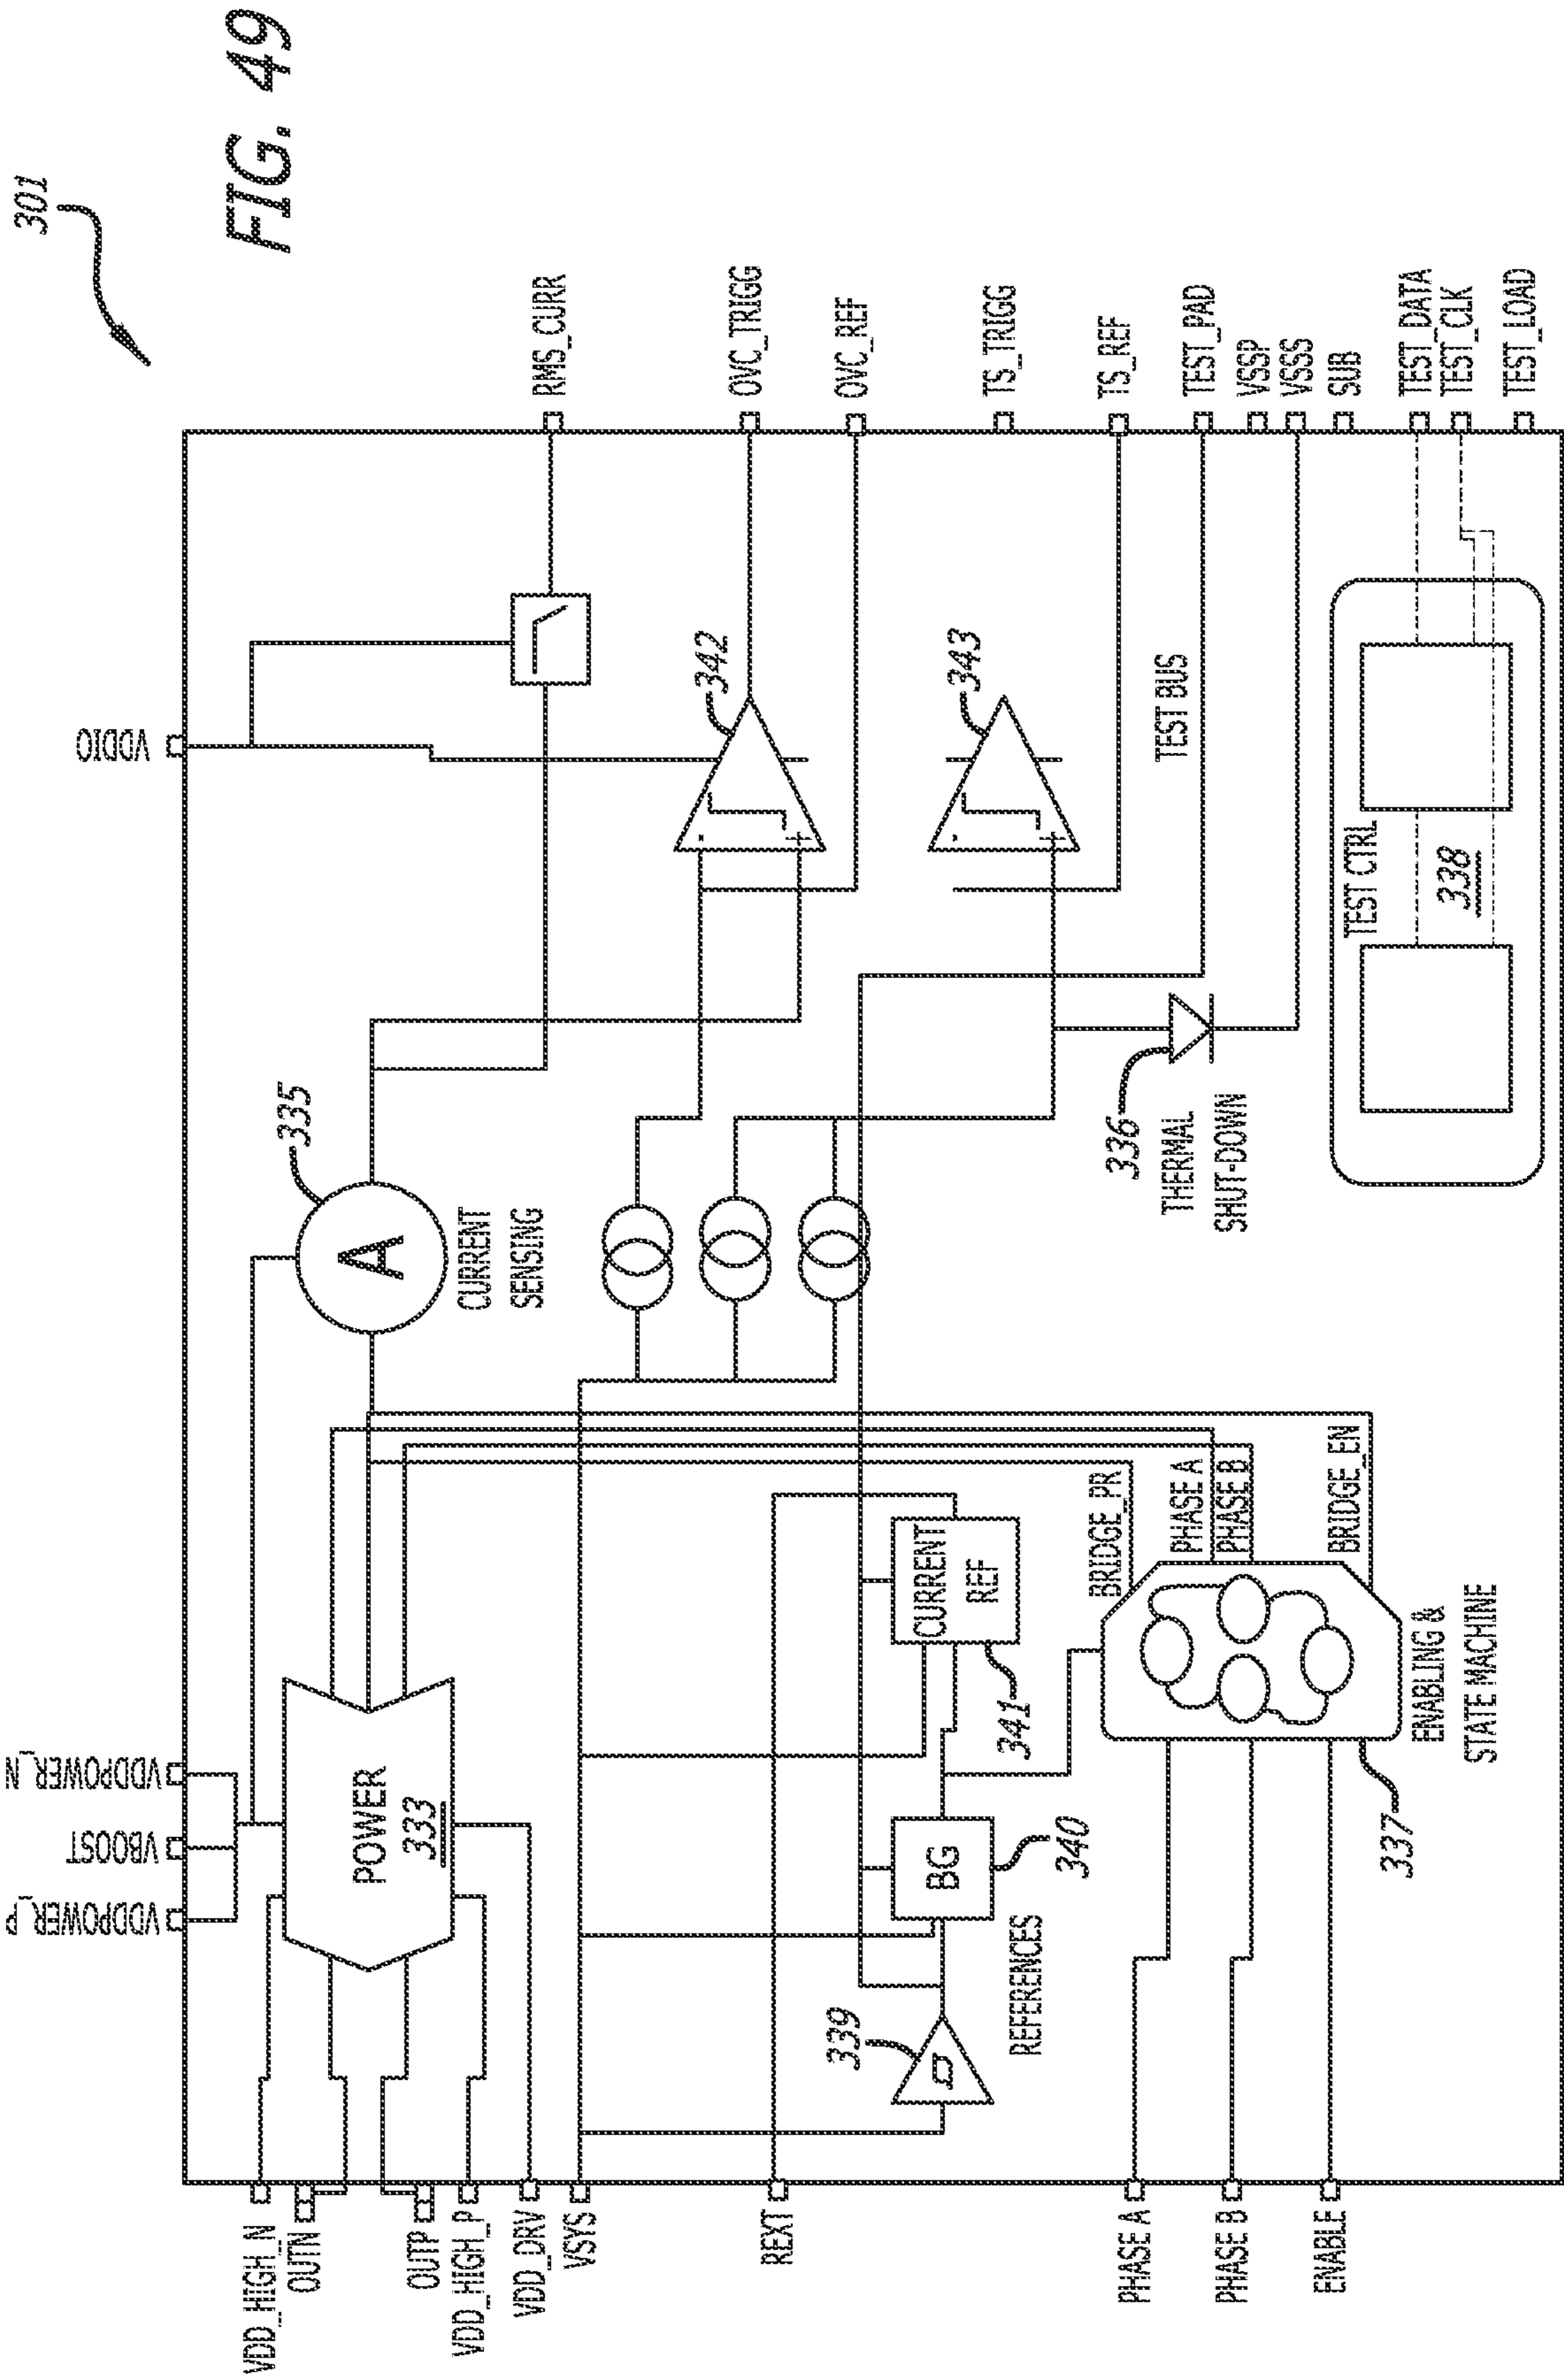 301
FIG. 49
VDDPOWER_P
VBOOST
VDDPOWER_N
VDDIO
VDD_HIGH_N
OUTN
OUTP
VDD_HIGH_P
VDD_DRV
VSYS
REXT
PHASE A
PHASE B
ENABLE
POWER
333
A
335
CURRENT
SENSING
RMS_CURR
342
OVC_TRIGG
OVC_REF
-
+
343
-
+
TS_TRIGG
TS_REF
TEST BUS
TEST_PAD
VSSP
VSSS
SUB
TEST_DATA
TEST_CLK
TEST_LOAD
339
BG
340
REFERENCES
CURRENT
REF
341
336
THERMAL
SHUT-DOWN
BRIDGE_PR
PHASE A
PHASE B
BRIDGE_EN
337
ENABLING &
STATE MACHINE
TEST CTRL
338